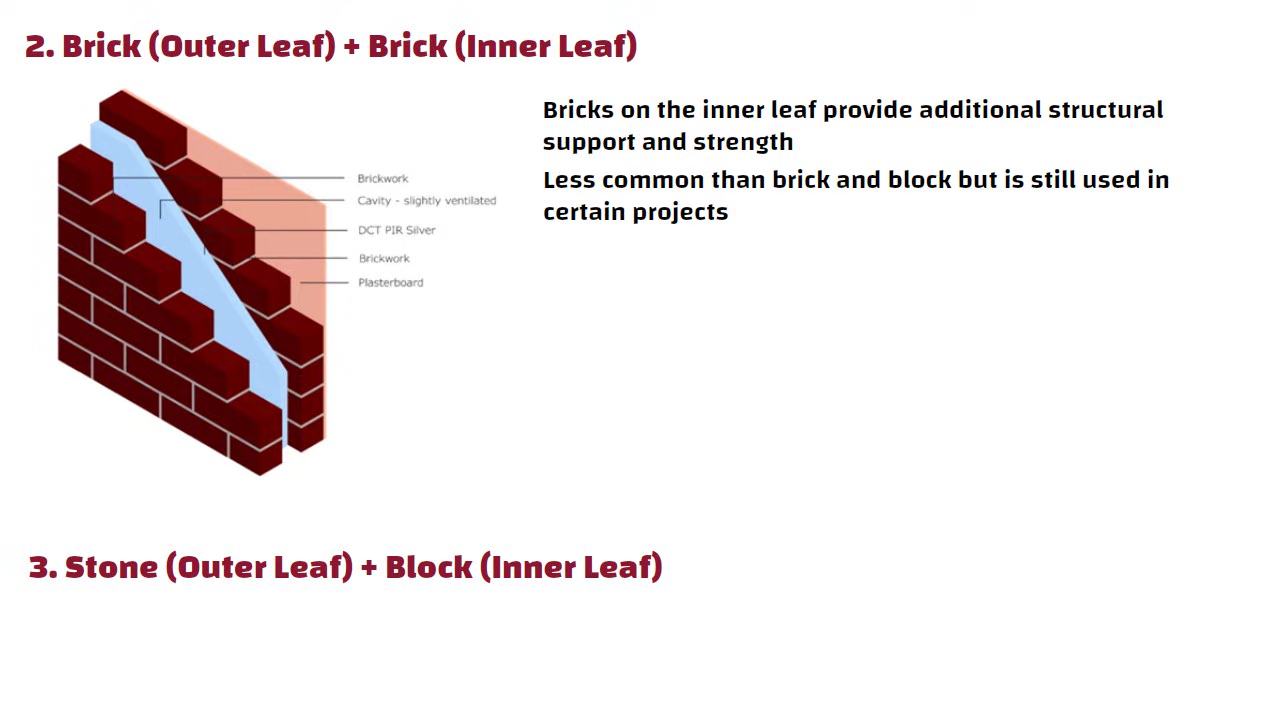 2. Brick (Outer Leaf) + Brick (Inner Leaf)
Bricks on the inner leaf provide additional structural
support and strength
Less common than brick and block but is still used in
certain projects
Brickwork
Cavity - slightly ventilated
DCT PIR Silver
Brickwork
Plasterboard
3. Stone (Outer Leaf) + Block (Inner Leaf)